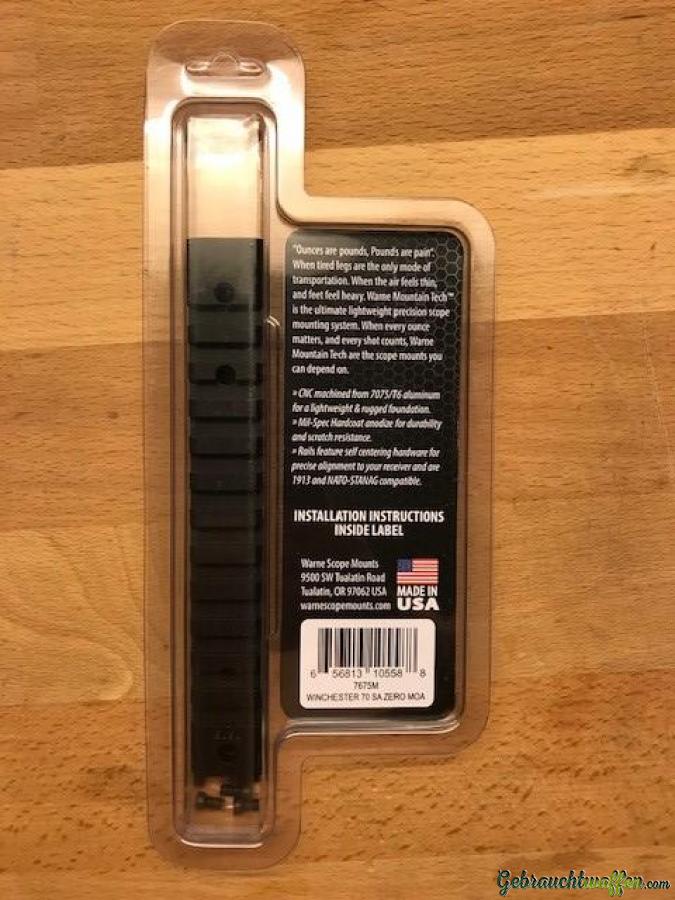 "Ounces are pounds, Pounds are pain".
When tired legs are the only mode of
transportation. When the air feels thin,
and feet feel heavy, Warne Mountain Tech™
is the ultimate lightweight precision scope
mounting system. When every ounce
matters, and every shot counts, Warne
Mountain Tech are the scope mounts you
can depend on.
» CNC machined from 7075/T6 aluminum
for a lightweight & rugged foundation.
» Mil-Spec Hardcoat anodize for durability
and scratch resistance.
» Rails feature self centering hardware for
precise alignment to your receiver and are
1913 and NATO-STANAG compatible.
INSTALLATION INSTRUCTIONS
INSIDE LABEL
Warne Scope Mounts
9500 SW Tualatin Road
Tualatin, OR 97062 USA
warnescopemounts.com
MADE IN
USA
6 56813 10558 8
7675M
WINCHESTER 70 SA ZERO MOA
Gebrauchtwaffen.com